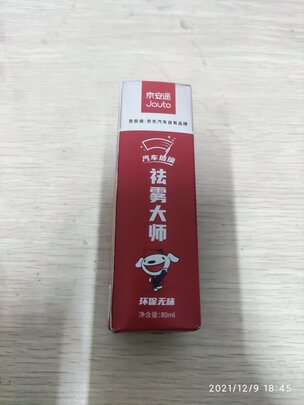 京安途
Jauto
京安途-京东汽车自有品牌
汽车玻璃
祛雾大师
环保无味
净含量:80ml
2021/12/9 18:45